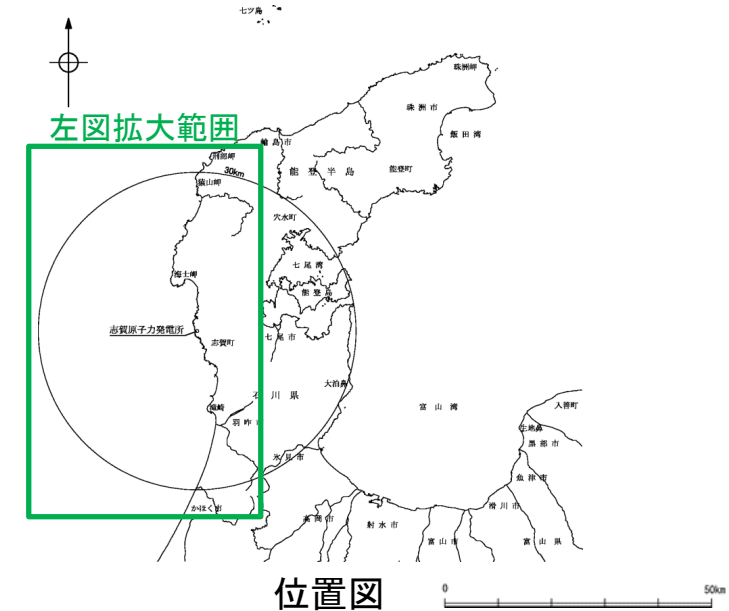 七ツ島
珠洲岬
珠洲市
左図拡大範囲
輪島市
飯田湾
能登半島
能登町
30km
猿山岬
穴水町
七尾湾
海士岬
能登島
志賀原子力発電所
七尾市
志賀町
大泊鼻
石川県
滝崎
富山湾
入善町
羽咋市
生地鼻
黒部市
氷見市
魚津市
かほく市
滑川市
高岡市
射水市
富山市
富山県
位置図
0
50km